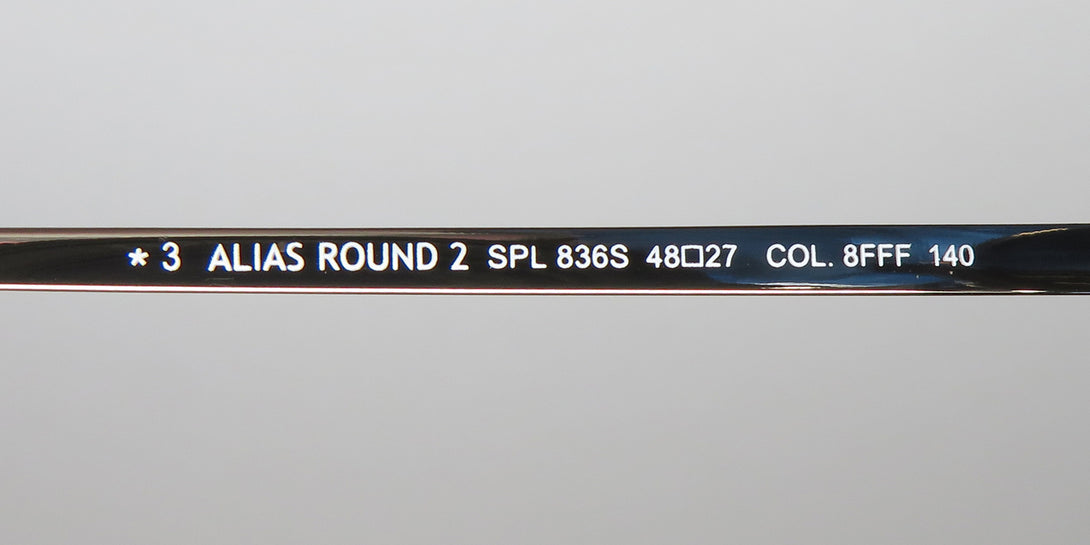 * 3 ALIAS ROUND 2 SPL 836S 48□27 COL. 8FFF 140